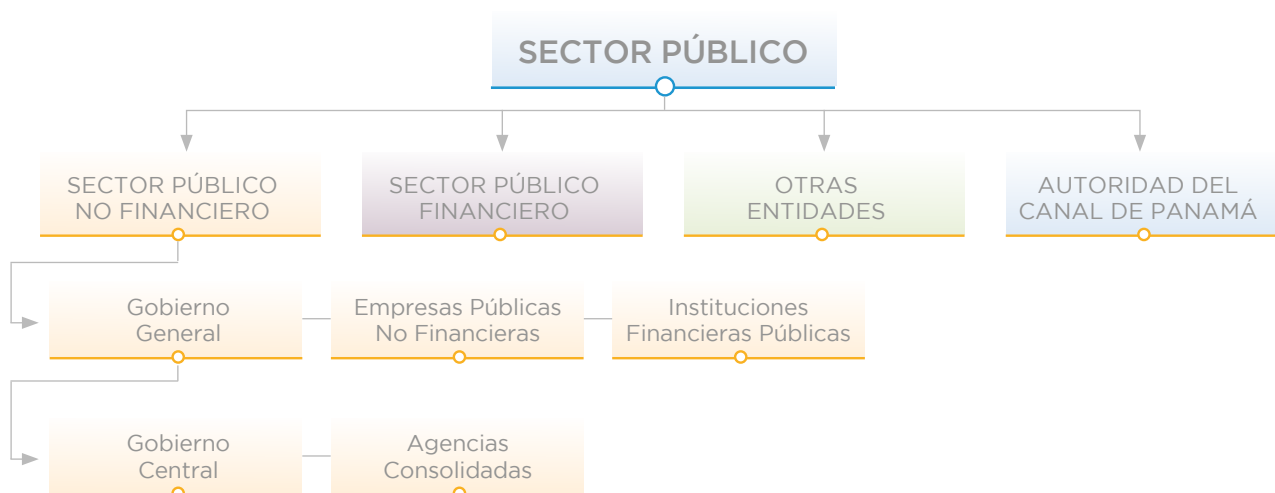 SECTOR PÚBLICO
SECTOR PÚBLICO
NO FINANCIERO
SECTOR PÚBLICO
FINANCIERO
OTRAS
ENTIDADES
AUTORIDAD DEL
CANAL DE PANAMÁ
Gobierno
General
Empresas Públicas
No Financieras
Instituciones
Financieras Públicas
Gobierno
Central
Agencias
Consolidadas